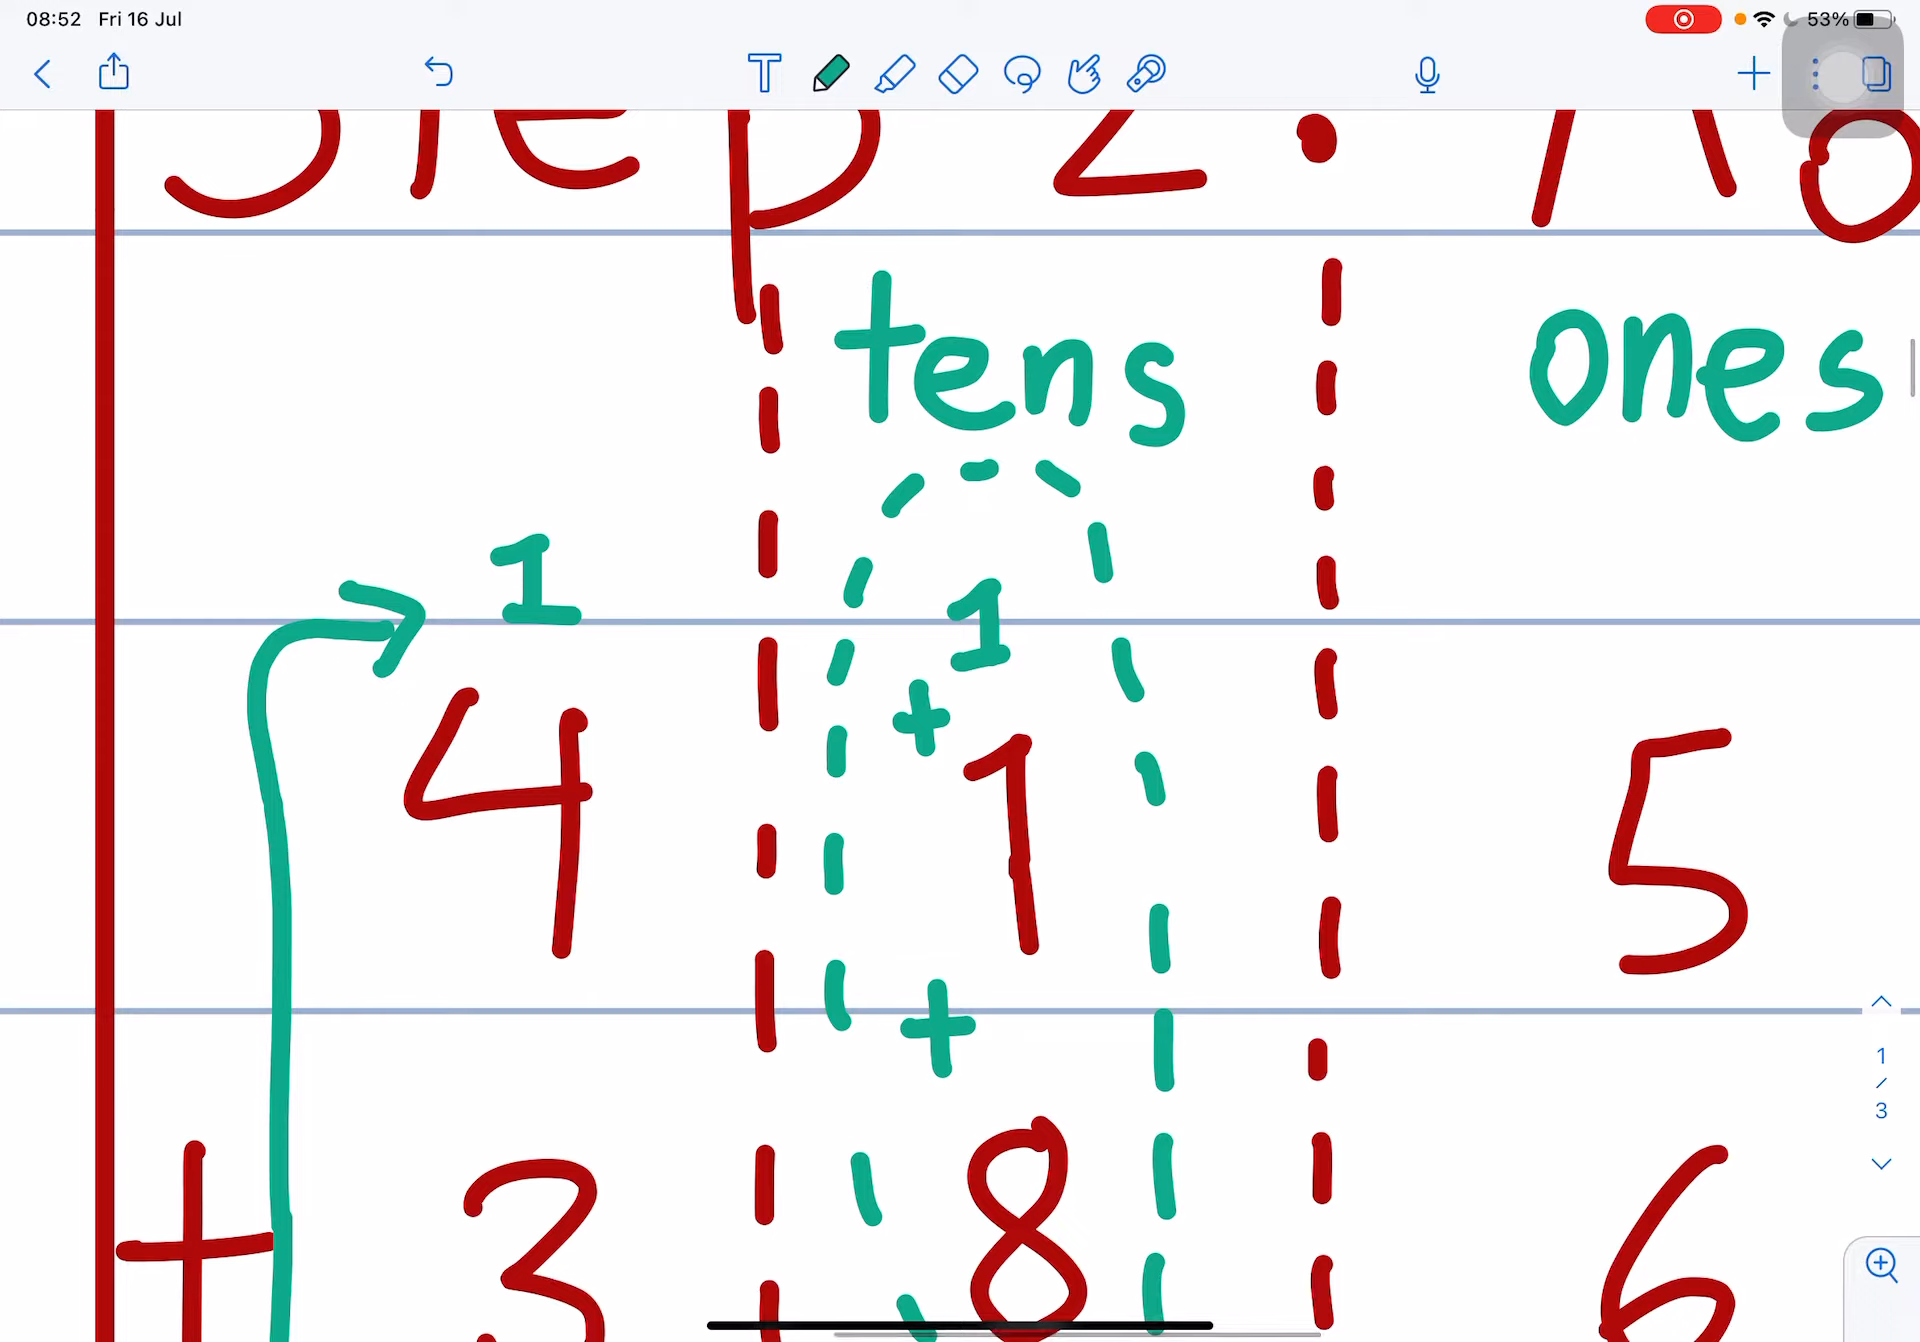 08:52 Fri 16 Jul 53%
Step 2.
tens ones
1 1
+
4 1 5
+
+ 3 8 6
1
/
3